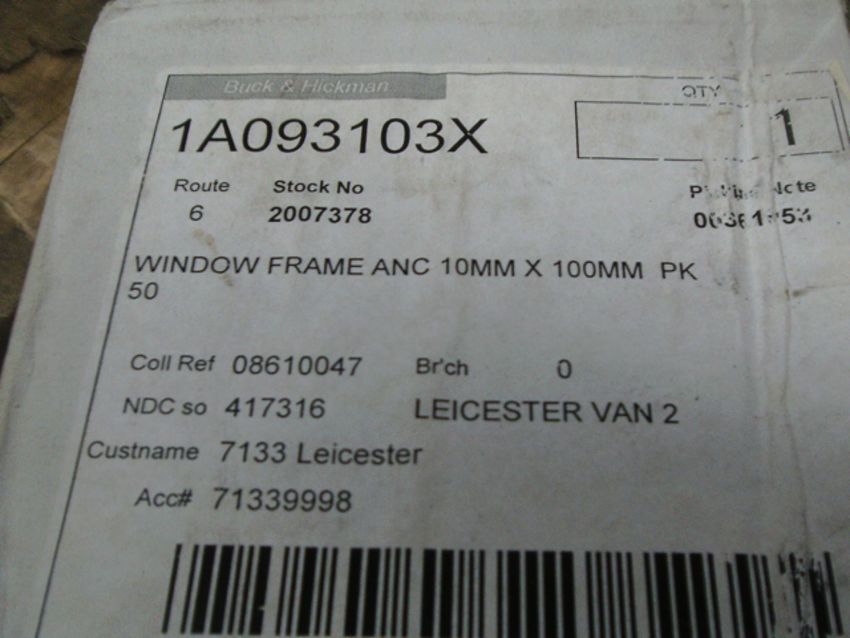 Buck & Hickman
QTY
1A093103X 1
Route Stock No Note
6 2007378
WINDOW FRAME ANC 10MM X 100MM PK
50
Coll Ref 08610047 Br'ch 0
NDC so 417316 LEICESTER VAN 2
Custname 7133 Leicester
Acc# 71339998